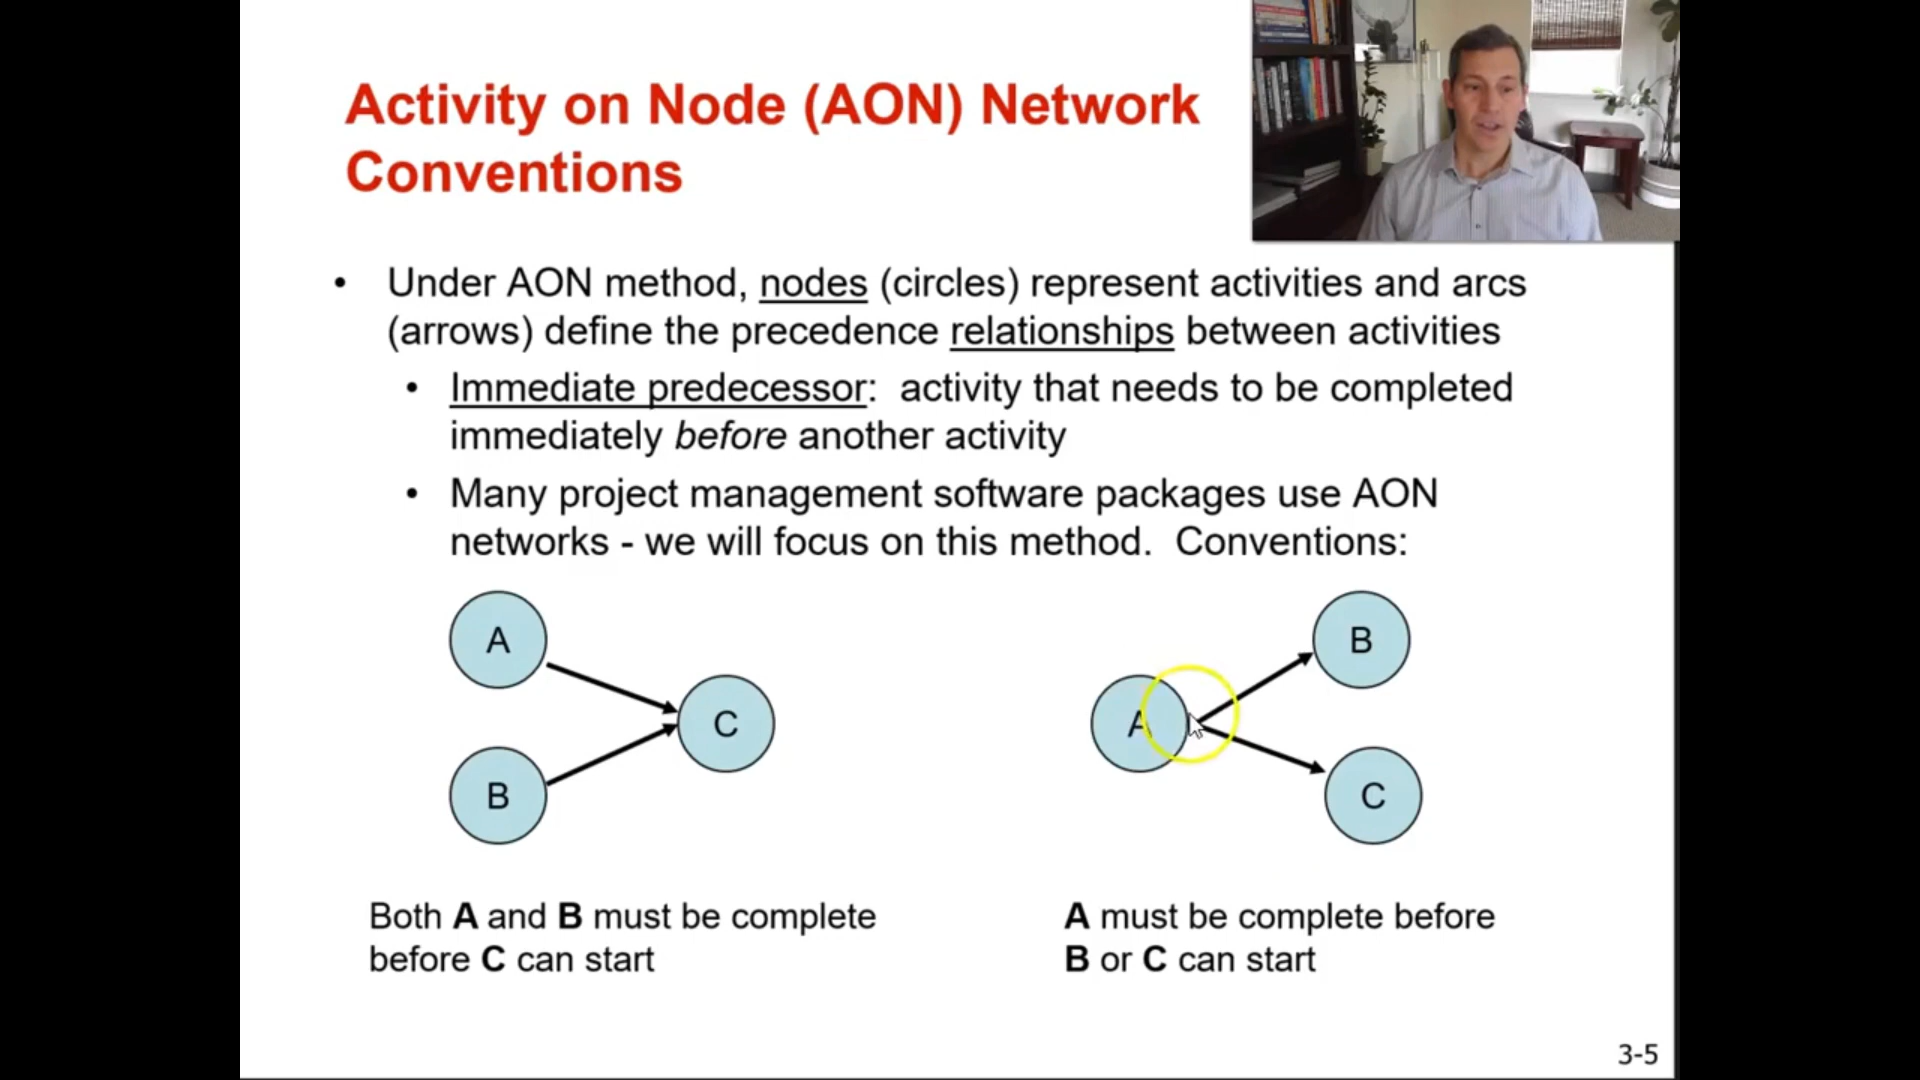 Activity on Node (AON) Network
Conventions
• Under AON method, nodes (circles) represent activities and arcs
(arrows) define the precedence relationships between activities
• Immediate predecessor: activity that needs to be completed
immediately before another activity
• Many project management software packages use AON
networks - we will focus on this method. Conventions:
A
B
C
A
B
C
Both A and B must be complete
before C can start
A must be complete before
B or C can start
3-5